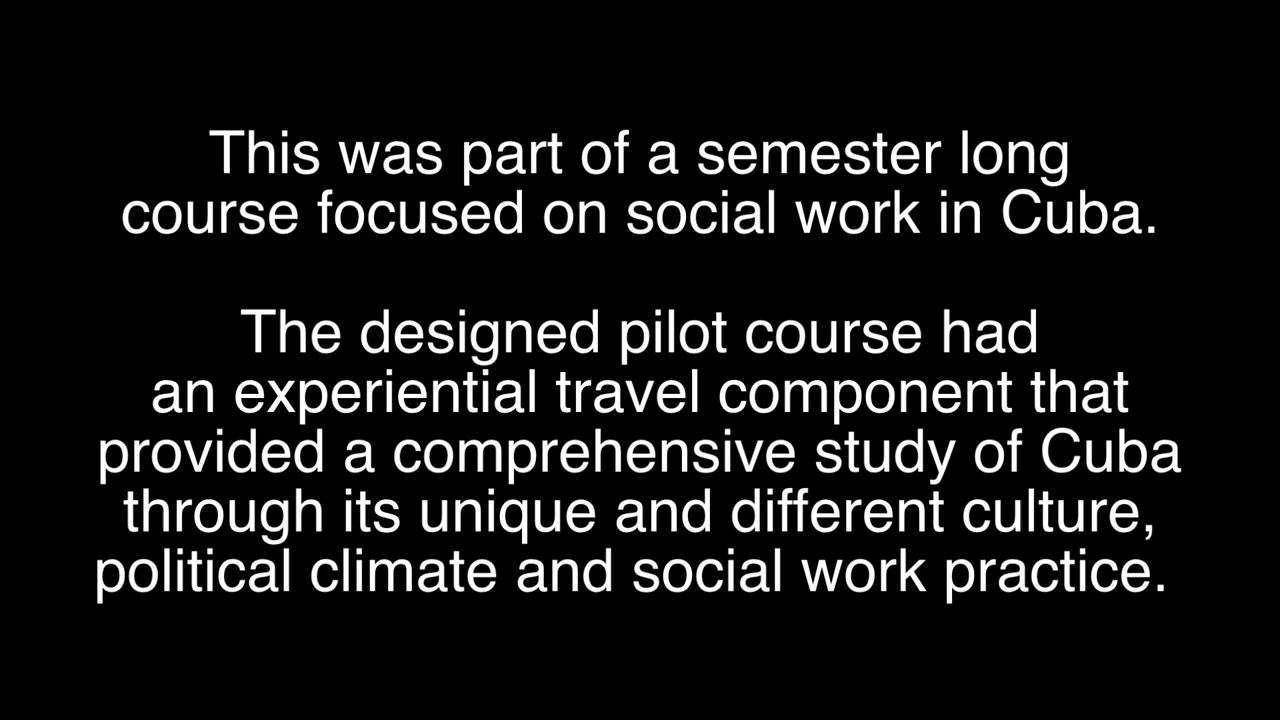 This was part of a semester long
course focused on social work in Cuba.
The designed pilot course had
an experiential travel component that
provided a comprehensive study of Cuba
through its unique and different culture,
political climate and social work practice.